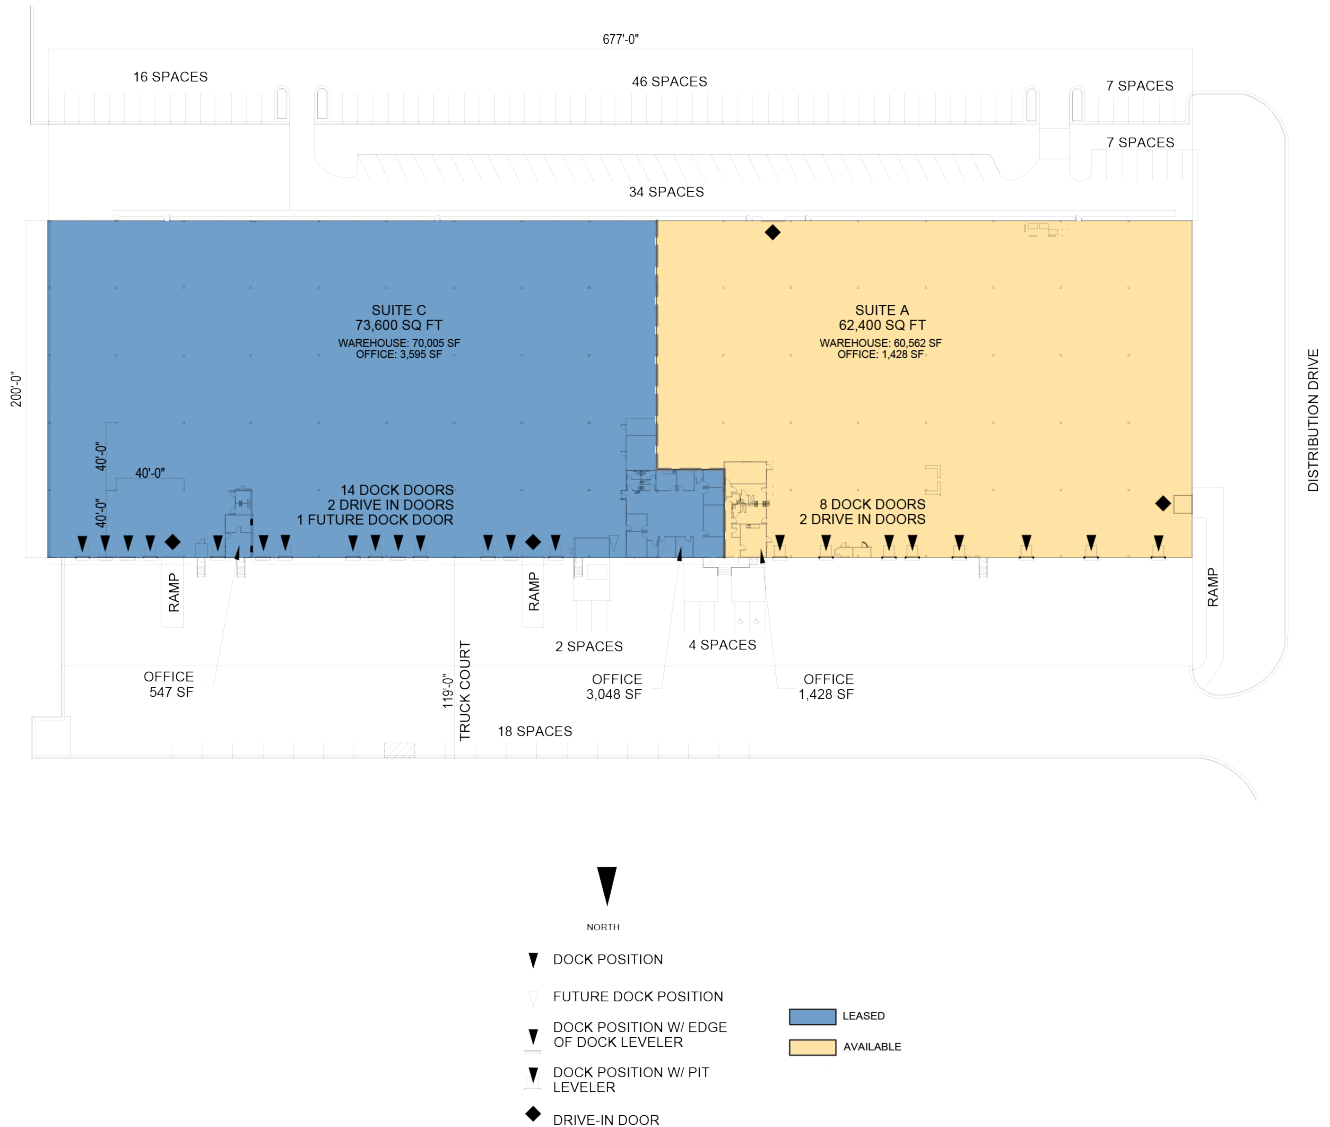 677'-0"
16 SPACES
46 SPACES
7 SPACES
7 SPACES
34 SPACES
SUITE C
73,600 SQ FT
WAREHOUSE: 70,005 SF
OFFICE: 3,595 SF
SUITE A
62,400 SQ FT
WAREHOUSE: 60,562 SF
OFFICE: 1,428 SF
200'-0"
DISTRIBUTION DRIVE
40'-0"
40'-0"
40'-0"
14 DOCK DOORS
2 DRIVE IN DOORS
1 FUTURE DOCK DOOR
8 DOCK DOORS
2 DRIVE IN DOORS
RAMP
RAMP
RAMP
2 SPACES
4 SPACES
OFFICE
547 SF
119'-0"
TRUCK COURT
OFFICE
3,048 SF
OFFICE
1,428 SF
18 SPACES
NORTH
DOCK POSITION
FUTURE DOCK POSITION
DOCK POSITION W/ EDGE
OF DOCK LEVELER
DOCK POSITION W/ PIT
LEVELER
DRIVE-IN DOOR
LEASED
AVAILABLE